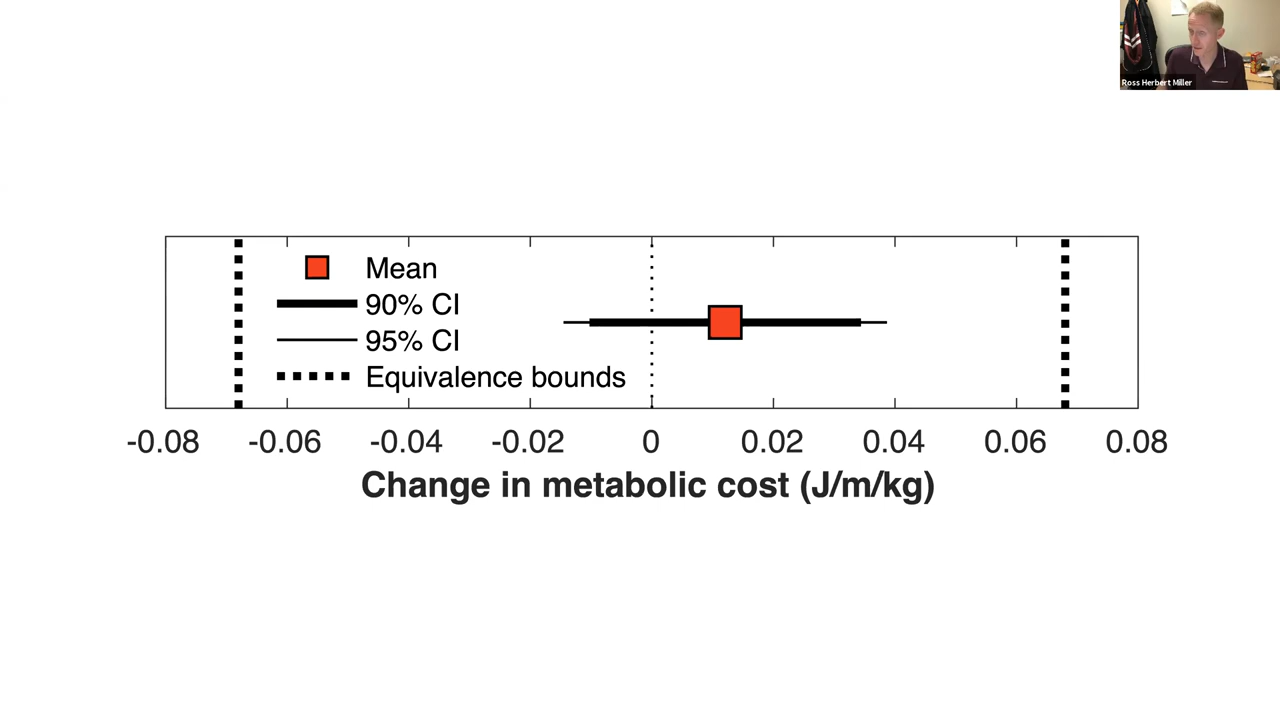 Ross Herbert Miller
Mean
90% CI
95% CI
Equivalence bounds
-0.08 -0.06 -0.04 -0.02 0 0.02 0.04 0.06 0.08
Change in metabolic cost (J/m/kg)